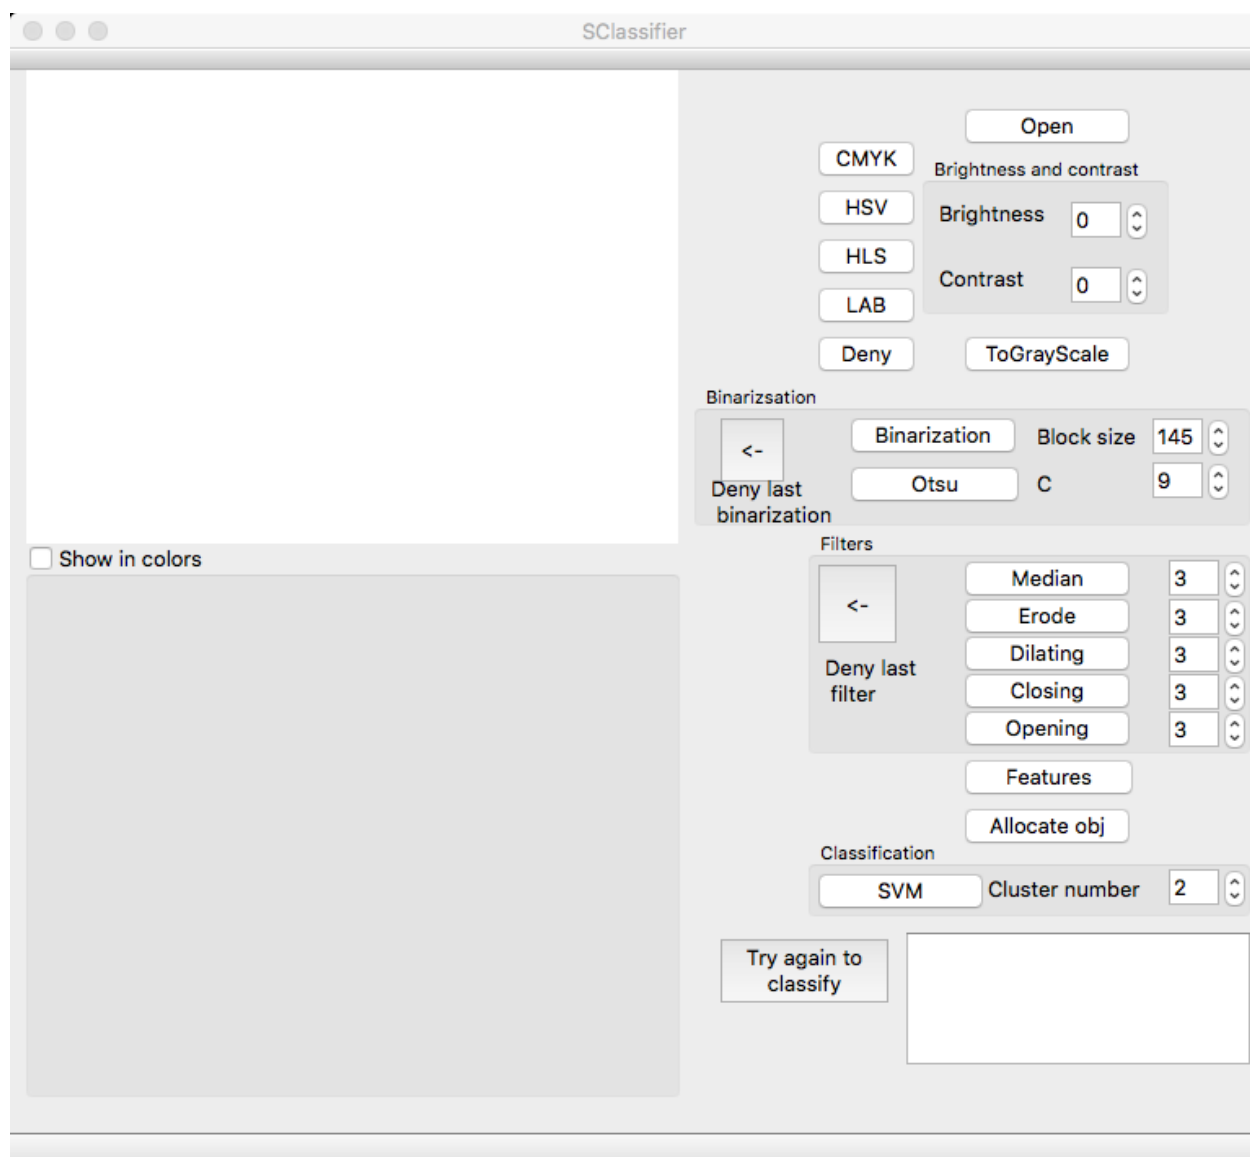 SClassifier
Open
CMYK
Brightness and contrast
HSV
Brightness 0
HLS
Contrast 0
LAB
Deny ToGrayScale
Binarizsation
<- Binarization Block size 145
Deny last Otsu C 9
binarization
Show in colors
Filters
Median 3
<- Erode 3
Dilating 3
Deny last
filter Closing 3
Opening 3
Features
Allocate obj
Classification
SVM Cluster number 2
Try again to
classify